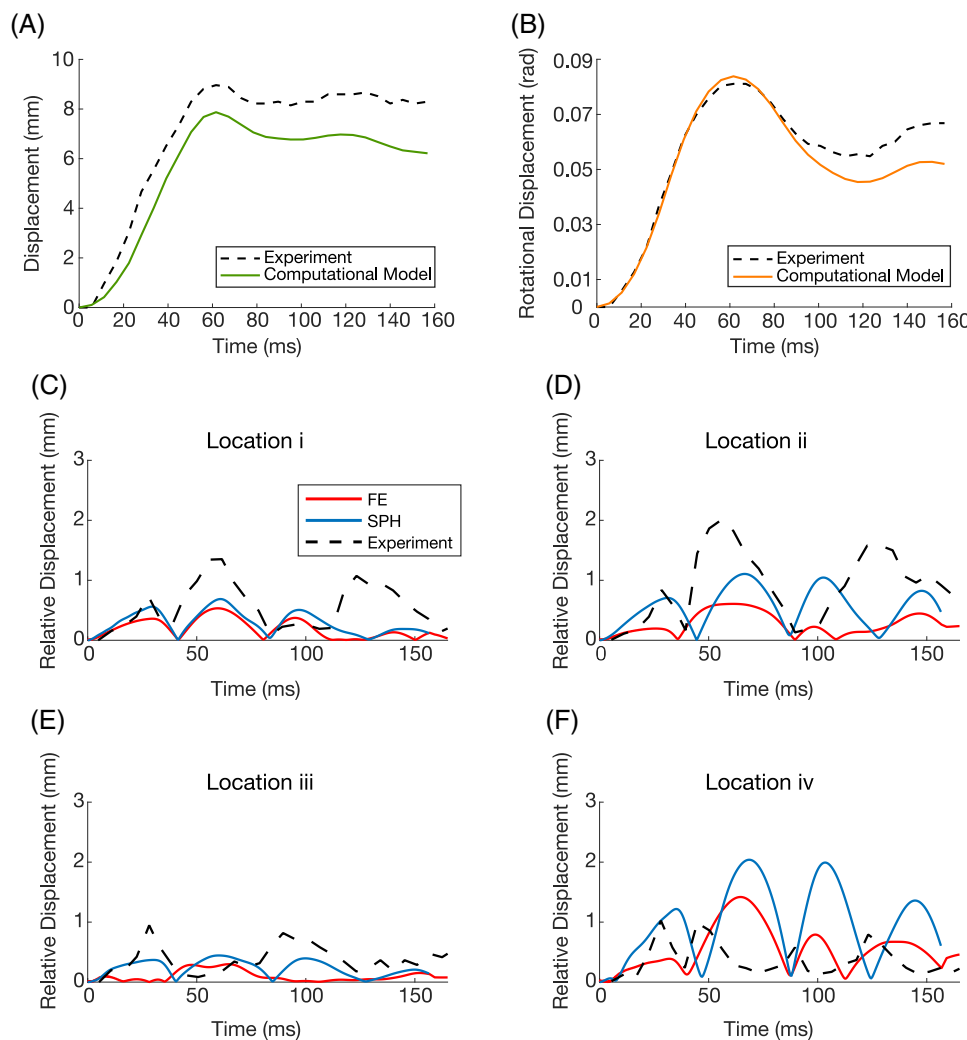 (A)
Displacement (mm)
10
8
6
4
2
0
0 20 40 60 80 100 120 140 160
Time (ms)
Experiment
Computational Model
(B)
Rotational Displacement (rad)
0.09
0.07
0.05
0.03
0.01
0
0 20 40 60 80 100 120 140 160
Time (ms)
Experiment
Computational Model
(C)
Location i
Relative Displacement (mm)
3
2
1
0
0 50 100 150
Time (ms)
FE
SPH
Experiment
(D)
Location ii
Relative Displacement (mm)
3
2
1
0
0 50 100 150
Time (ms)
(E)
Location iii
Relative Displacement (mm)
3
2
1
0
0 50 100 150
Time (ms)
(F)
Location iv
Relative Displacement (mm)
3
2
1
0
0 50 100 150
Time (ms)